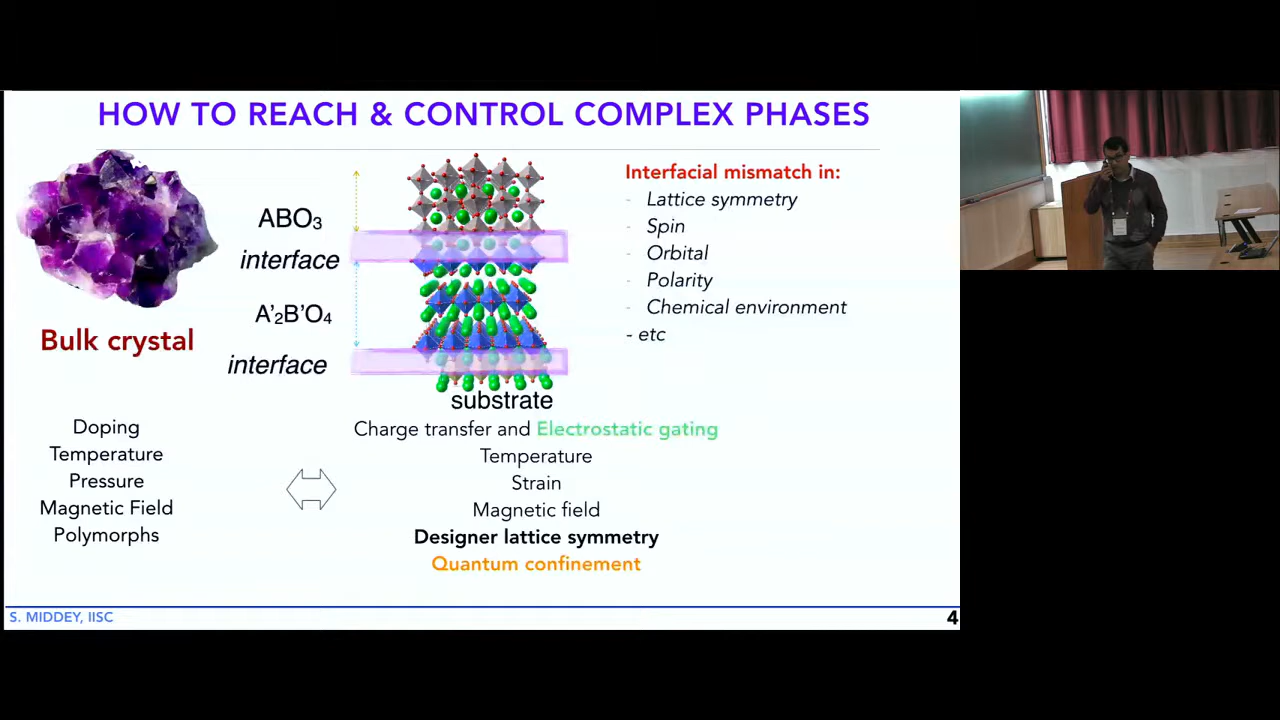 HOW TO REACH & CONTROL COMPLEX PHASES
ABO₃
interface
A'₂B'O₄
interface
substrate
Bulk crystal
Interfacial mismatch in:
- Lattice symmetry
- Spin
- Orbital
- Polarity
- Chemical environment
- etc
Doping
Temperature
Pressure
Magnetic Field
Polymorphs
Charge transfer and Electrostatic gating
Temperature
Strain
Magnetic field
Designer lattice symmetry
Quantum confinement
S. MIDDEY, IISC
4